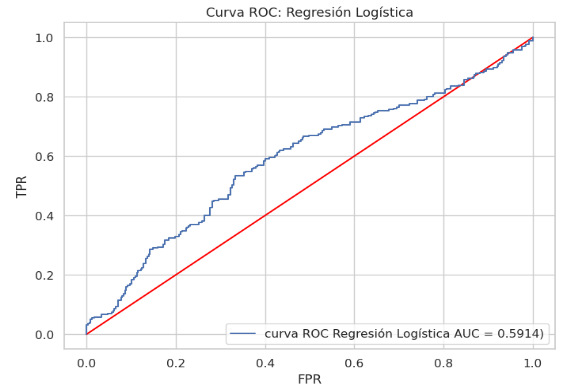 Curva ROC: Regresión Logística
TPR
1.0
0.8
0.6
0.4
0.2
0.0
curva ROC Regresión Logística AUC = 0.5914)
0.0 0.2 0.4 0.6 0.8 1.0
FPR